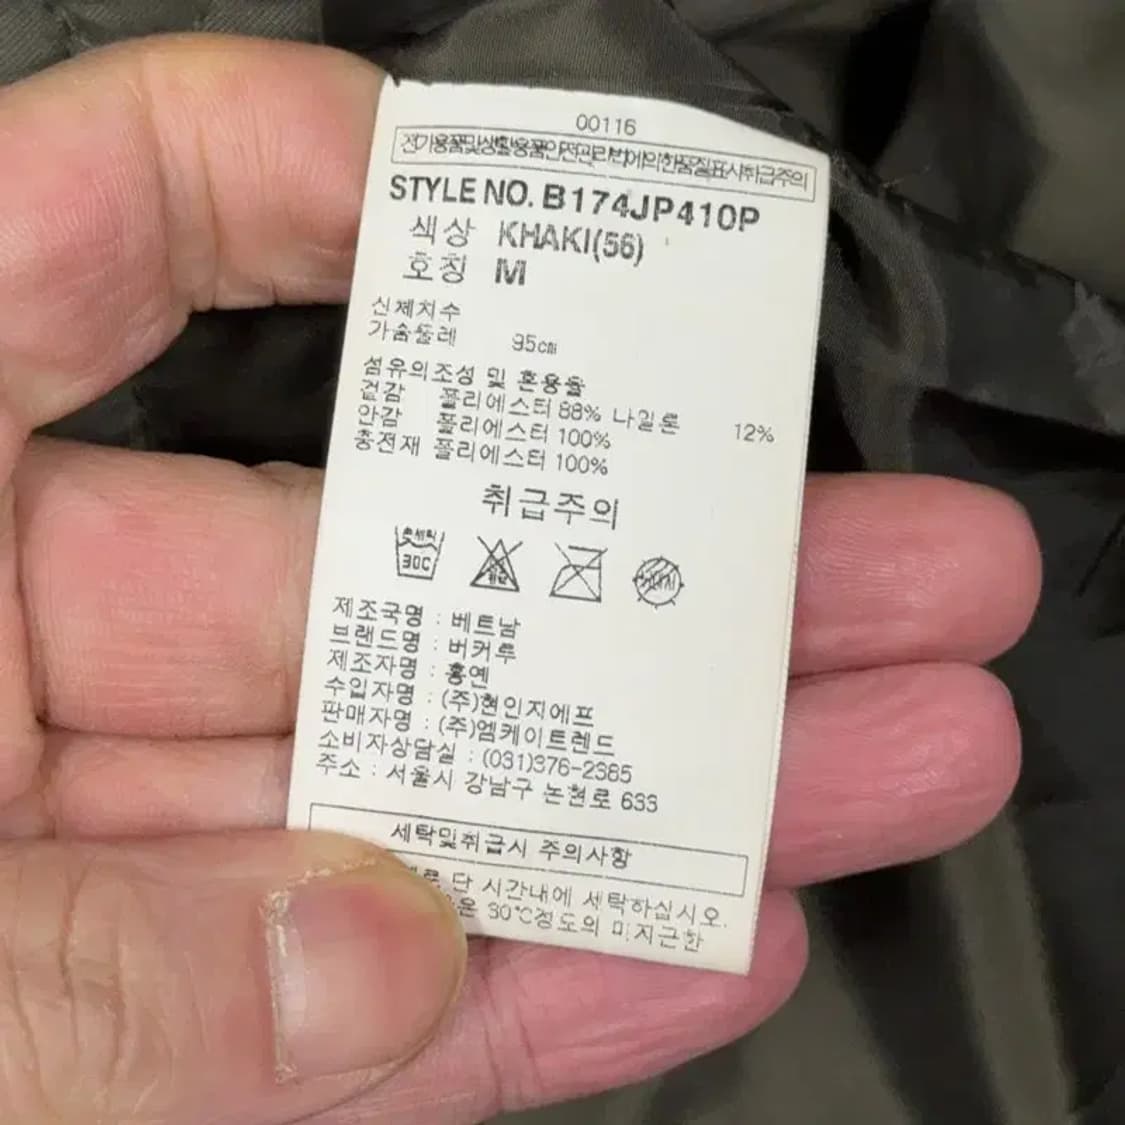 00116
전기용품및생활용품안전관리법에의한품질표시취급주의
STYLE NO. B174JP410P
색상 KHAKI(56)
호칭 M
신체치수
가슴둘레 95cm
섬유의조성 및 혼용율
겉감 폴리에스터 88% 나일론 12%
안감 폴리에스터 100%
충전재 폴리에스터 100%
취급주의
손세탁
30C
제조국명 : 베트남
브랜드명 : 버커루
제조자명 : 홍연
수입자명 : (주)현인지에프
판매자명 : (주)엠케이트렌드
소비자상담실 : (031)376-2385
주소 : 서울시 강남구 논현로 633
세탁및취급시 주의사항
단 시간내에 세탁하십시오.
30℃정도의 미지근한